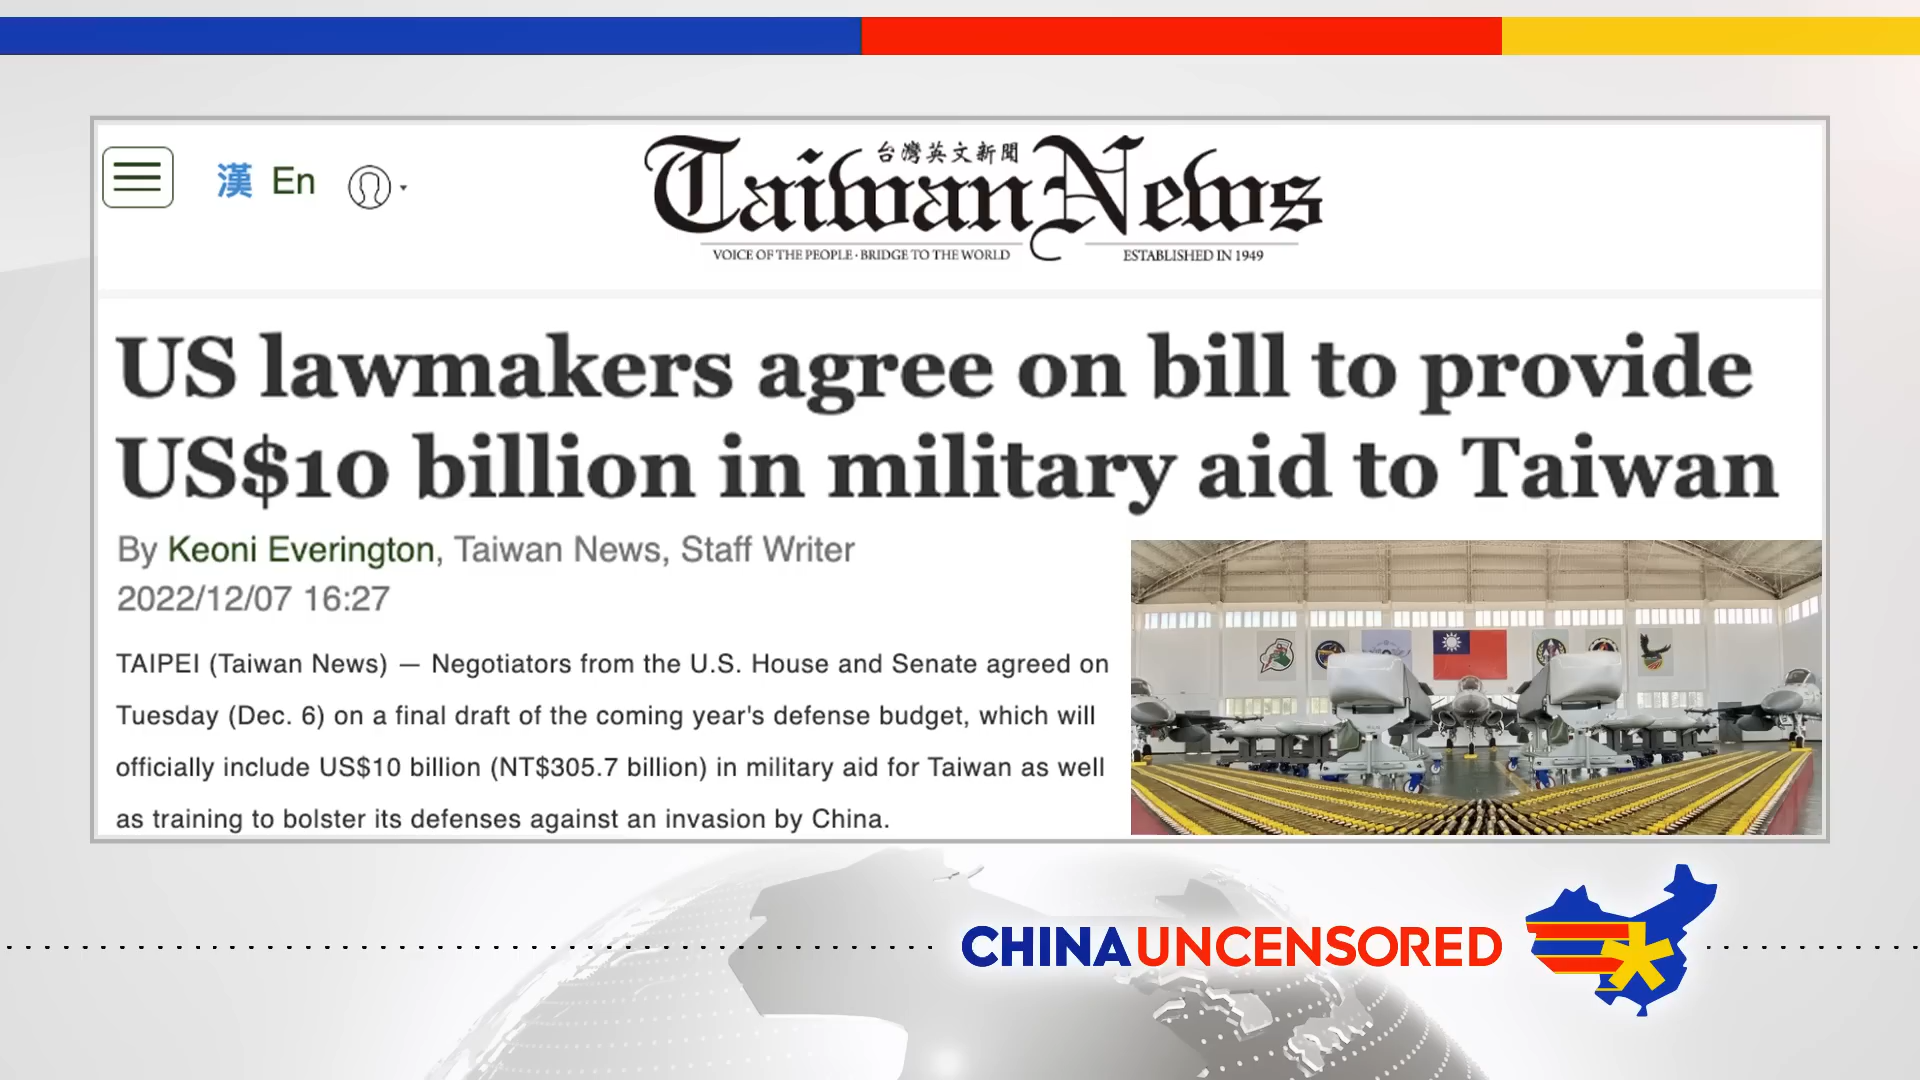 漢 En
台灣英文新聞
Taiwan News
VOICE OF THE PEOPLE · BRIDGE TO THE WORLD
ESTABLISHED IN 1949
US lawmakers agree on bill to provide
US$10 billion in military aid to Taiwan
By Keoni Everington, Taiwan News, Staff Writer
2022/12/07 16:27
TAIPEI (Taiwan News) — Negotiators from the U.S. House and Senate agreed on
Tuesday (Dec. 6) on a final draft of the coming year's defense budget, which will
officially include US$10 billion (NT$305.7 billion) in military aid for Taiwan as well
as training to bolster its defenses against an invasion by China.
CHINAUNCENSORED